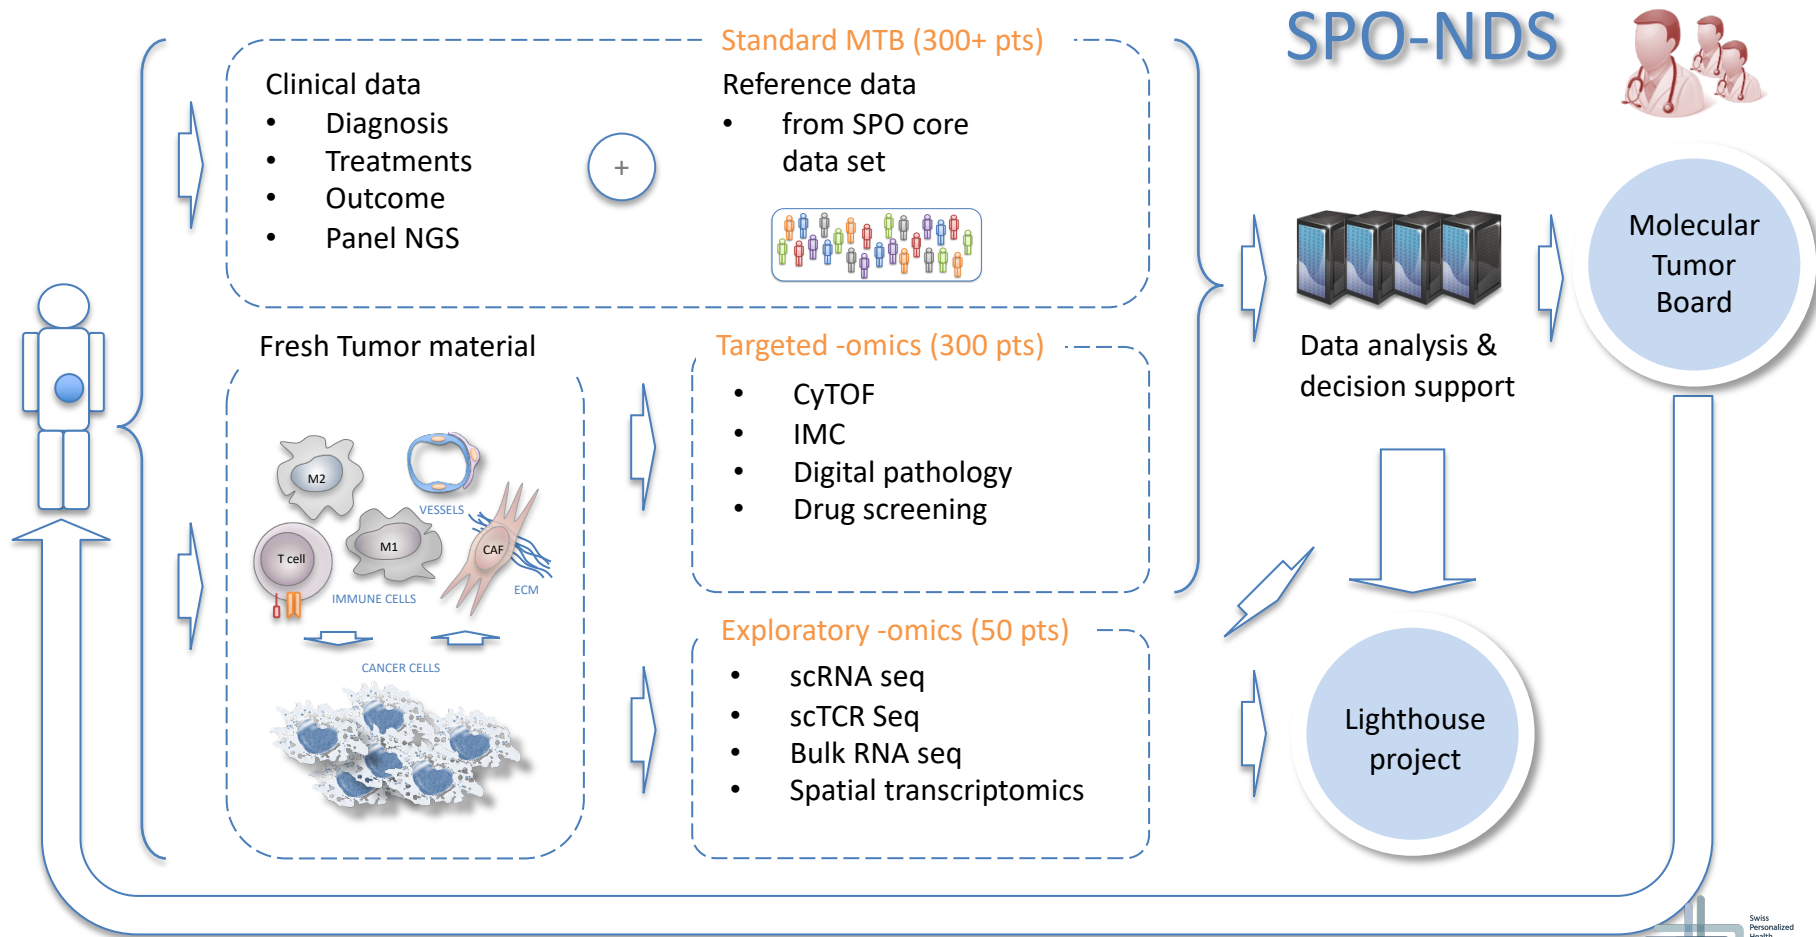 SPO-NDS
Standard MTB (300+ pts)
Clinical data
• Diagnosis
• Treatments
• Outcome
• Panel NGS
+
Reference data
• from SPO core
data set
Fresh Tumor material
M2
VESSELS
T cell
M1
CAF
ECM
IMMUNE CELLS
CANCER CELLS
Targeted -omics (300 pts)
• CyTOF
• IMC
• Digital pathology
• Drug screening
Exploratory -omics (50 pts)
• scRNA seq
• scTCR Seq
• Bulk RNA seq
• Spatial transcriptomics
Data analysis &
decision support
Molecular
Tumor
Board
Lighthouse
project
Swiss
Personalized
Health